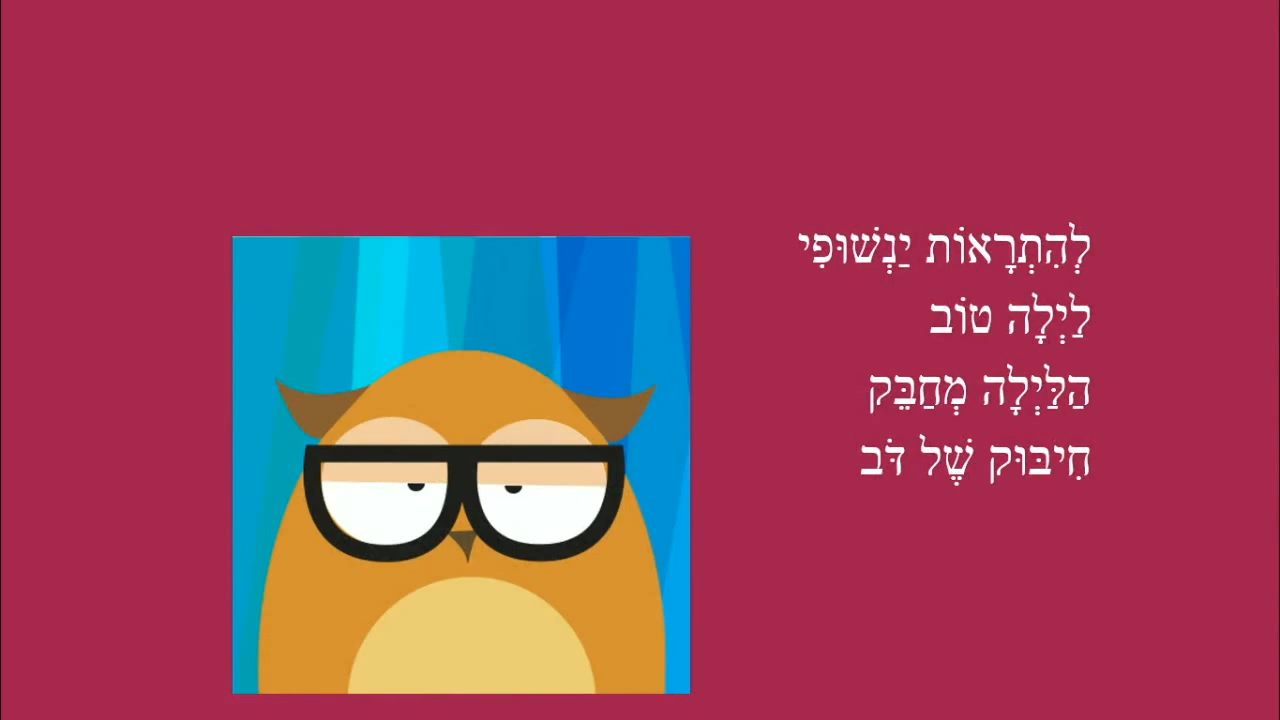 לְהִתְרָאוֹת יַנְשׁוּפִי
לַיְלָה טוֹב
הַלַּיְלָה מְחַבֵּק
חִיבּוּק שֶׁל דֹּב